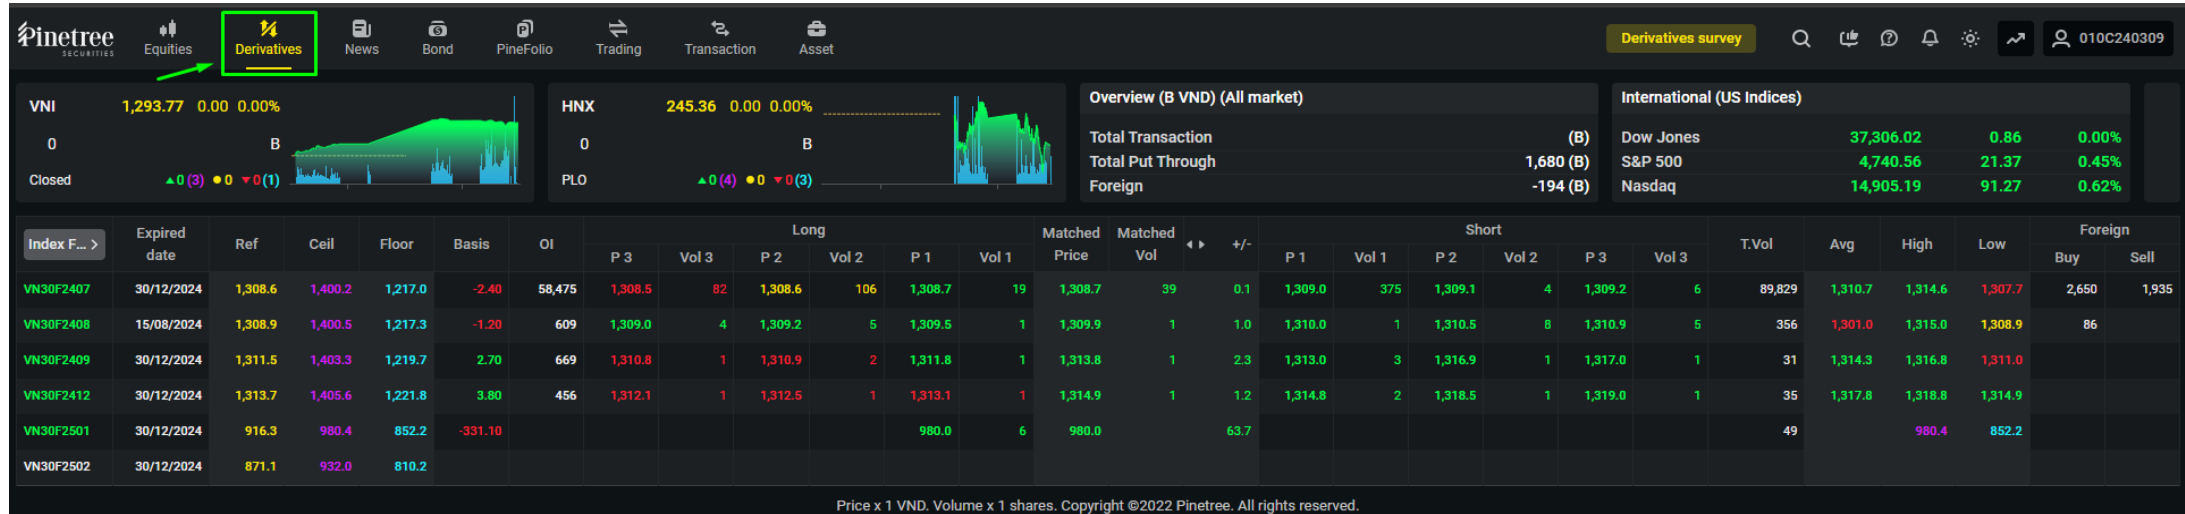 Pinetree
SECURITIES
Equities
Derivatives
News
Bond
PineFolio
Trading
Transaction
Asset
Derivatives survey
010C240309
VNI 1,293.77 0.00 0.00%
0 B
Closed ▲0(3) ●0 ▼0(1)
HNX 245.36 0.00 0.00%
0 B
PLO ▲0(4) ●0 ▼0(3)
Overview (B VND) (All market)
Total Transaction (B)
Total Put Through 1,680 (B)
Foreign -194 (B)
International (US Indices)
Dow Jones 37,306.02 0.86 0.00%
S&P 500 4,740.56 21.37 0.45%
Nasdaq 14,905.19 91.27 0.62%
Index F... > Expired date Ref Ceil Floor Basis OI Long Matched Price Matched Vol +/- Short T.Vol Avg High Low Foreign
P 3 Vol 3 P 2 Vol 2 P 1 Vol 1 P 1 Vol 1 P 2 Vol 2 P 3 Vol 3 Buy Sell
VN30F2407 30/12/2024 1,308.6 1,400.2 1,217.0 -2.40 58,475 1,308.5 82 1,308.6 106 1,308.7 19 1,308.7 39 0.1 1,309.0 375 1,309.1 4 1,309.2 6 89,829 1,310.7 1,314.6 1,307.7 2,650 1,935
VN30F2408 15/08/2024 1,308.9 1,400.5 1,217.3 -1.20 609 1,309.0 4 1,309.2 5 1,309.5 1 1,309.9 1 1.0 1,310.0 1 1,310.5 8 1,310.9 5 356 1,301.0 1,315.0 1,308.9 86
VN30F2409 30/12/2024 1,311.5 1,403.3 1,219.7 2.70 669 1,310.8 1 1,310.9 2 1,311.8 1 1,313.8 1 2.3 1,313.0 3 1,316.9 1 1,317.0 1 31 1,314.3 1,316.8 1,311.0
VN30F2412 30/12/2024 1,313.7 1,405.6 1,221.8 3.80 456 1,312.1 1 1,312.5 1 1,313.1 1 1,314.9 1 1.2 1,314.8 2 1,318.5 1 1,319.0 1 35 1,317.8 1,318.8 1,314.9
VN30F2501 30/12/2024 916.3 980.4 852.2 -331.10 980.0 6 980.0 63.7 49 980.4 852.2
VN30F2502 30/12/2024 871.1 932.0 810.2
Price x 1 VND. Volume x 1 shares. Copyright ©2022 Pinetree. All rights reserved.